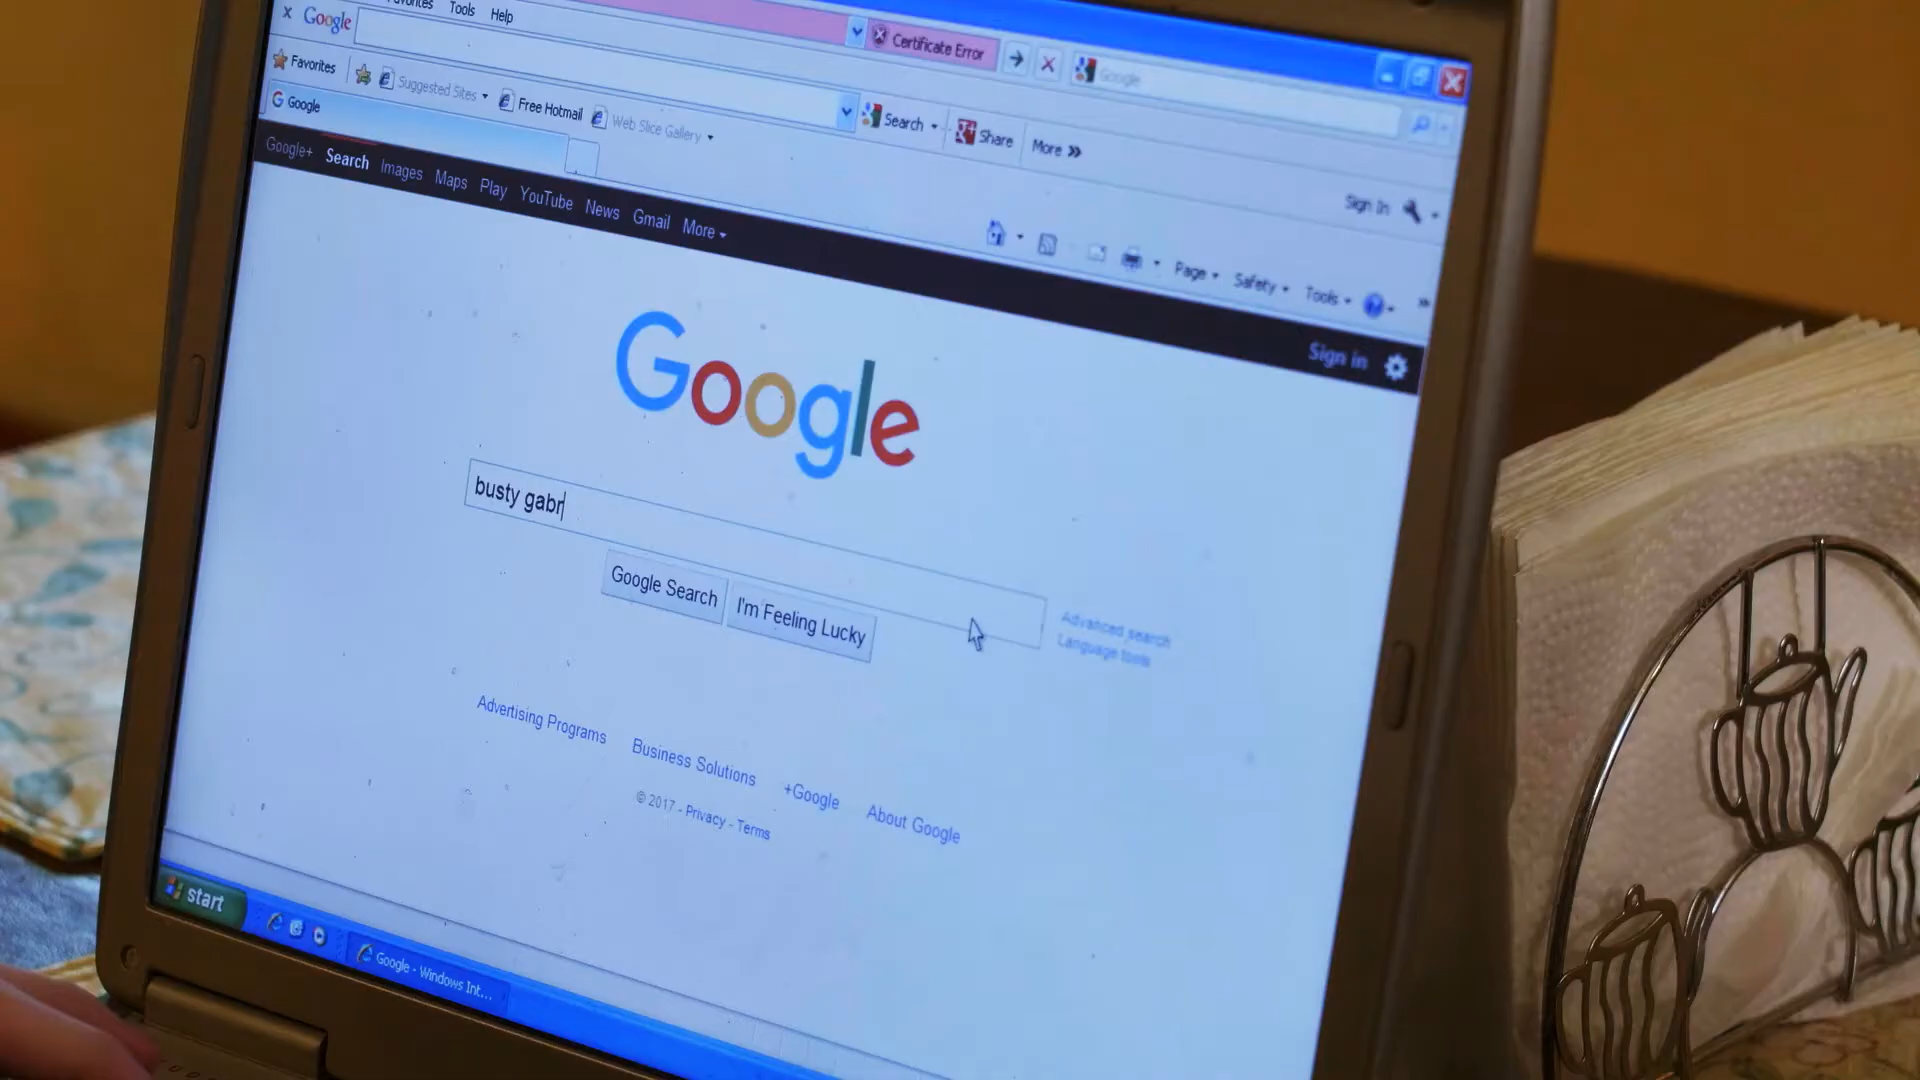 Favorites Tools Help
Certificate Error
Google
x Google
Search Share More »
Sign In
Favorites Suggested Sites Free Hotmail Web Slice Gallery
Google
Page Safety Tools »
Google+ Search Images Maps Play YouTube News Gmail More
Sign in
Google
busty gabr
Google Search I'm Feeling Lucky
Advanced search
Language tools
Advertising Programs Business Solutions +Google About Google
© 2017 - Privacy - Terms
start Google - Windows Int...